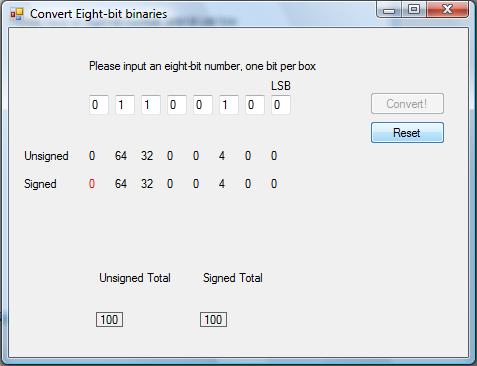 Convert Eight-bit binaries
Please input an eight-bit number, one bit per box
LSB
0 1 1 0 0 1 0 0
Convert!
Reset
Unsigned 0 64 32 0 0 4 0 0
Signed 0 64 32 0 0 4 0 0
Unsigned Total Signed Total
100 100